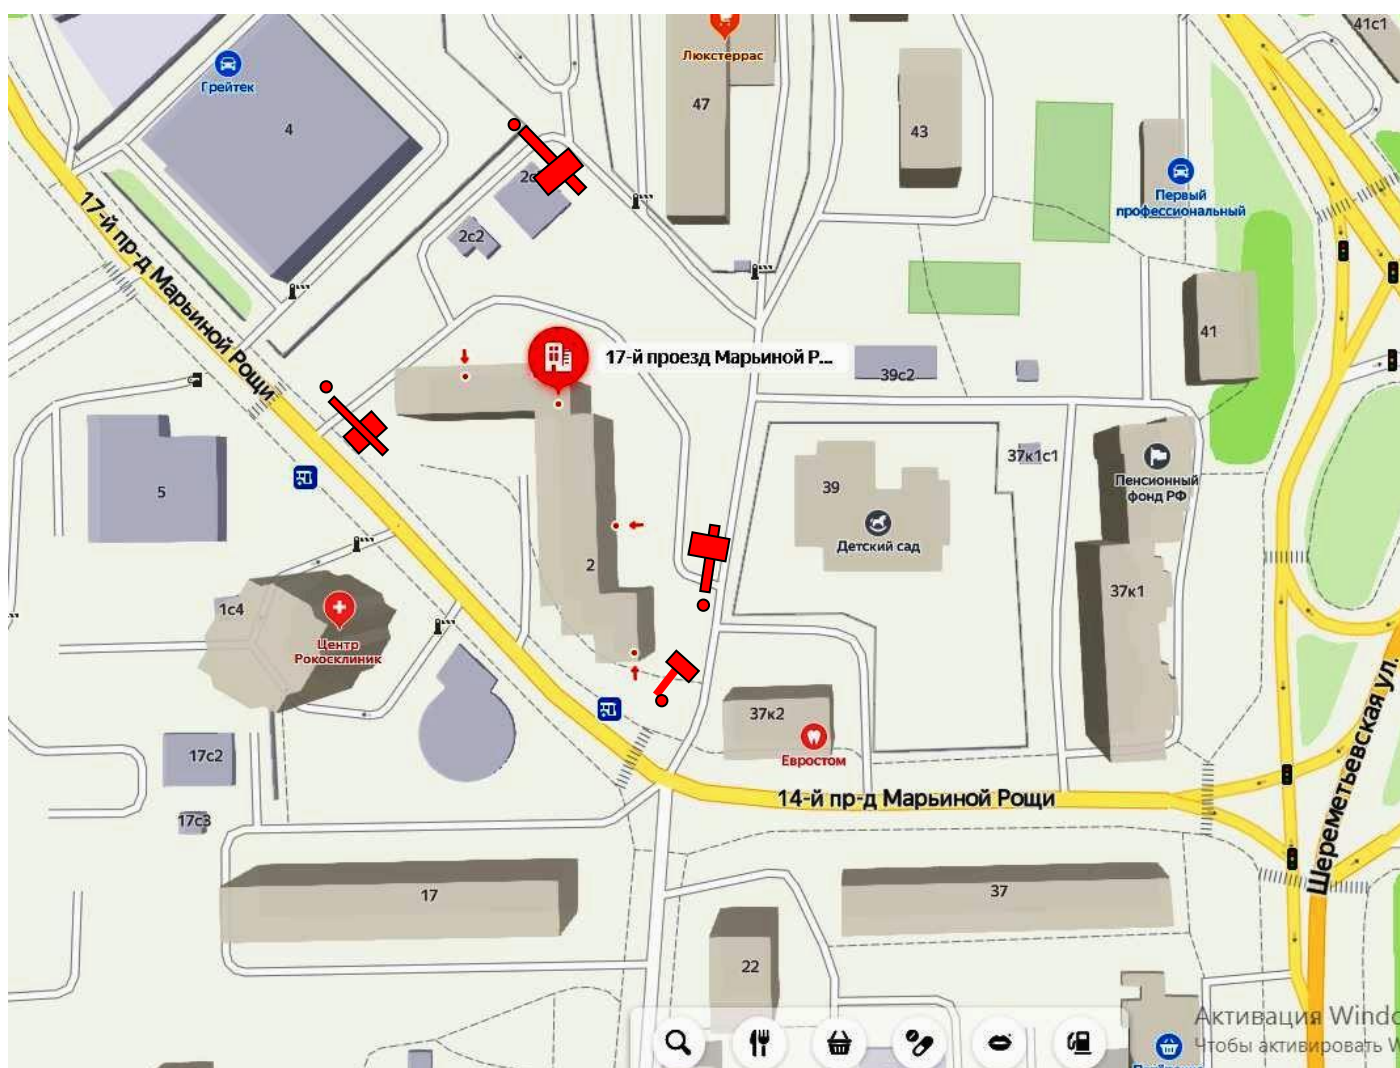 41с1
Люкстеррас
Грейтек
47
4
43
Первый
профессиональный
17-й пр-д Марьиной Рощи
2с2
41
17-й проезд Марьиной Р...
39с2
37к1с1
Пенсионный
фонд РФ
39
5
Детский сад
2
37к1
1с4
Центр
Рокосклиник
37к2
Евростом
17с2
14-й пр-д Марьиной Рощи
Шереметьевская ул.
17с3
17
37
22
Активация Windo
Чтобы активировать W